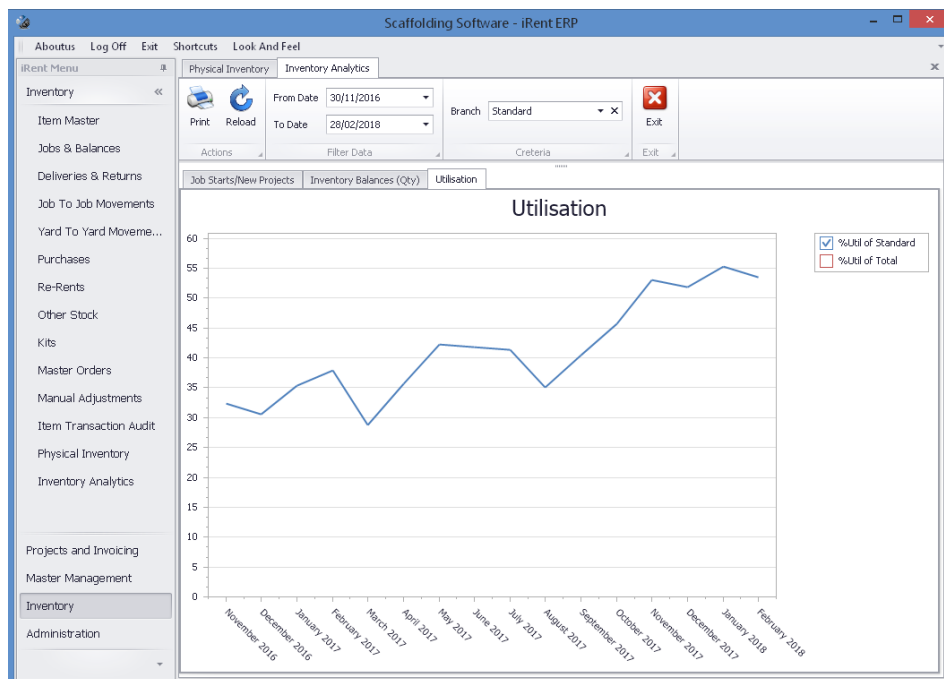 Scaffolding Software - iRent ERP
Aboutus Log Off Exit Shortcuts Look And Feel
iRent Menu
Inventory
Item Master
Jobs & Balances
Deliveries & Returns
Job To Job Movements
Yard To Yard Moveme...
Purchases
Re-Rents
Other Stock
Kits
Master Orders
Manual Adjustments
Item Transaction Audit
Physical Inventory
Inventory Analytics
Projects and Invoicing
Master Management
Inventory
Administration
Physical Inventory Inventory Analytics
Print Reload
Actions
From Date 30/11/2016
To Date 28/02/2018
Filter Data
Branch Standard
Creteria
Exit
Exit
Job Starts/New Projects Inventory Balances (Qty) Utilisation
Utilisation
60
55
50
45
40
35
30
25
20
15
10
5
0
November 2016
December 2016
January 2017
February 2017
March 2017
April 2017
May 2017
June 2017
July 2017
August 2017
September 2017
October 2017
November 2017
December 2017
January 2018
February 2018
%Util of Standard
%Util of Total